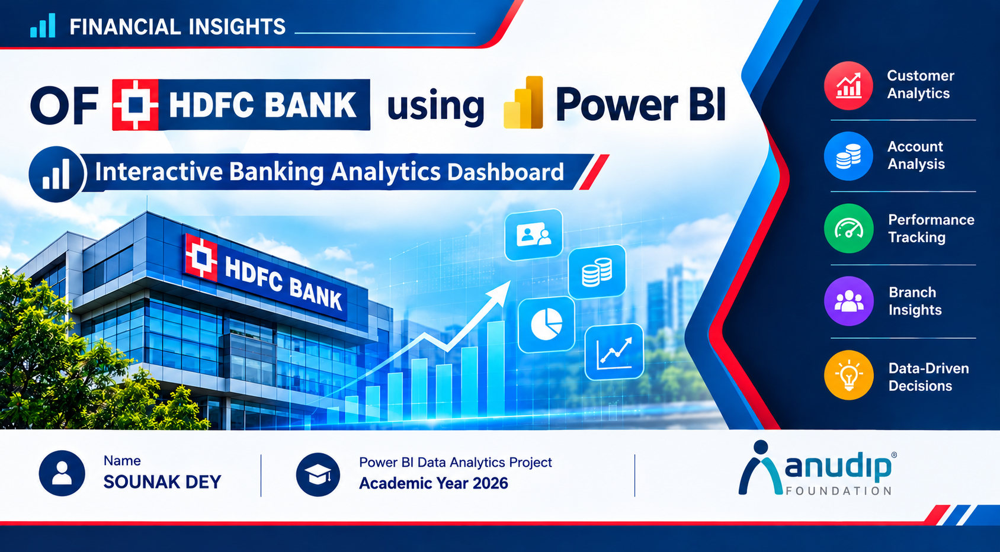 FINANCIAL INSIGHTS
OF HDFC BANK using Power BI
Interactive Banking Analytics Dashboard
HDFC BANK
Customer
Analytics
Account
Analysis
Performance
Tracking
Branch
Insights
Data-Driven
Decisions
Name
SOUNAK DEY
Power BI Data Analytics Project
Academic Year 2026
anudip®
FOUNDATION